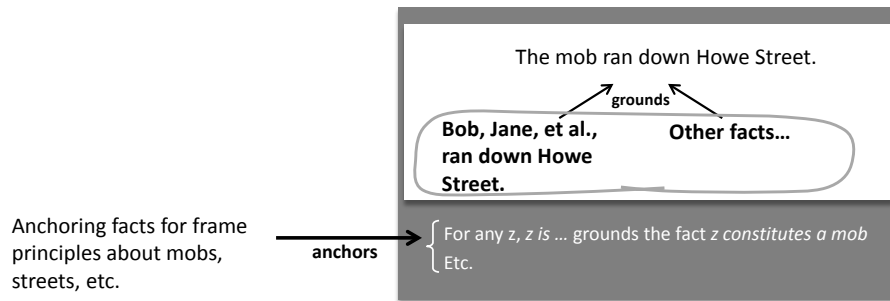 The mob ran down Howe Street.
grounds
Bob, Jane, et al.,
ran down Howe
Street.
Other facts…
Anchoring facts for frame
principles about mobs,
streets, etc.
anchors
For any z, z is … grounds the fact z constitutes a mob
Etc.